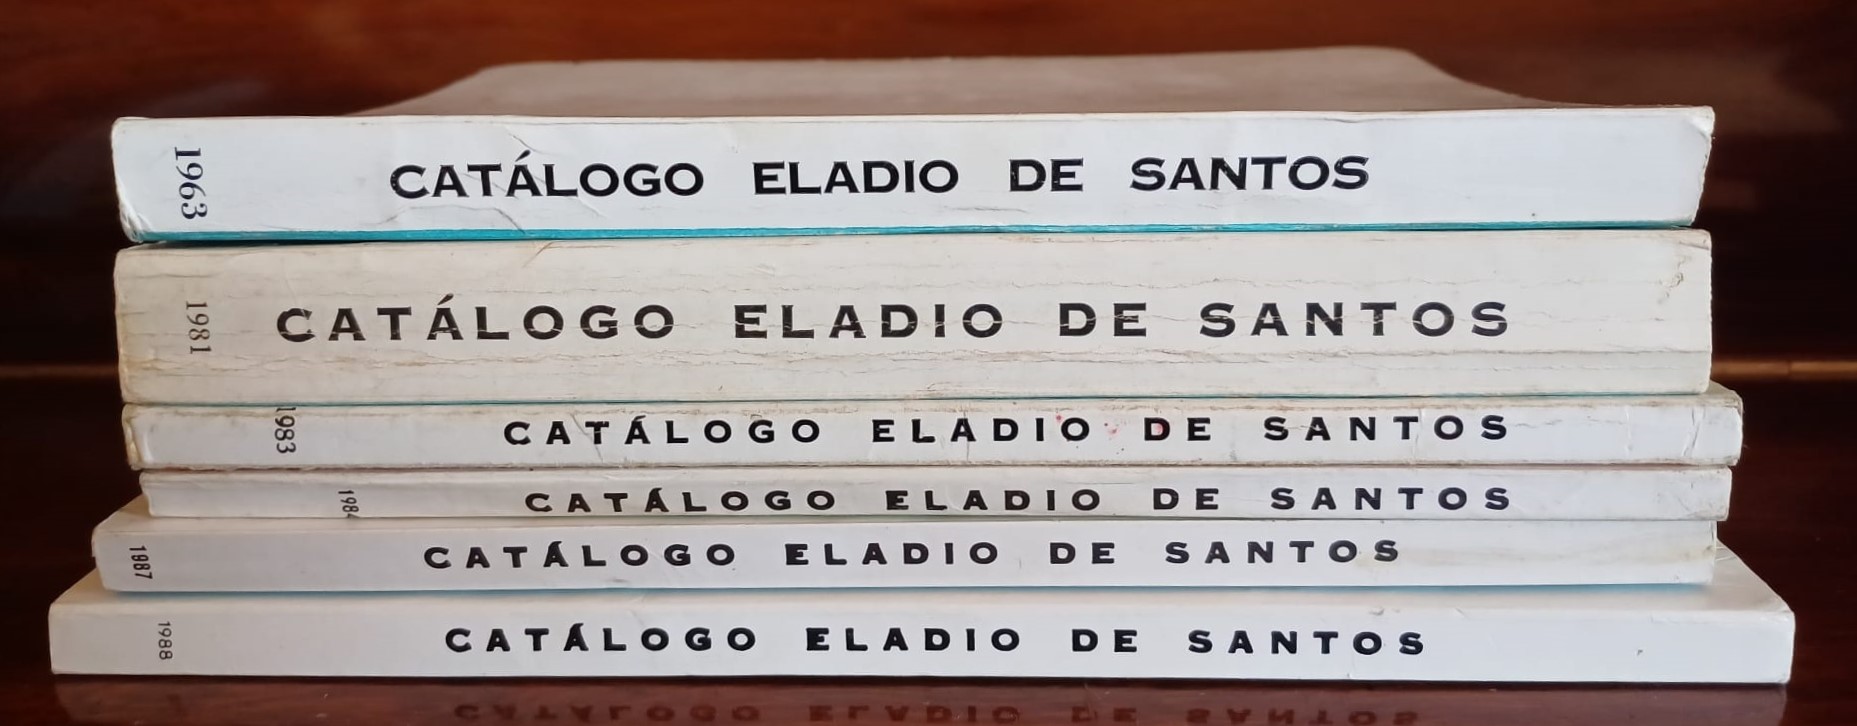 1963 CATÁLOGO ELADIO DE SANTOS
1981 CATÁLOGO ELADIO DE SANTOS
1983 CATÁLOGO ELADIO DE SANTOS
1984 CATÁLOGO ELADIO DE SANTOS
1987 CATÁLOGO ELADIO DE SANTOS
1988 CATÁLOGO ELADIO DE SANTOS